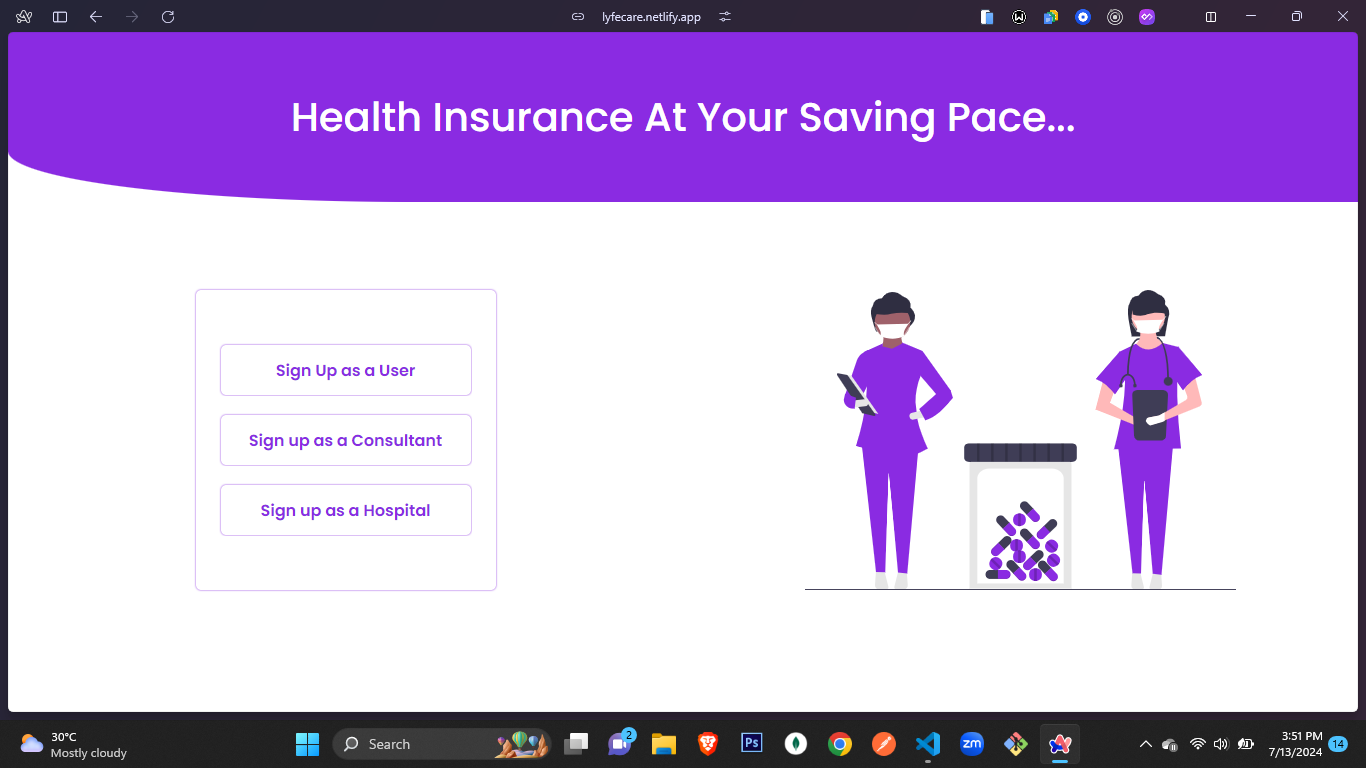 lyfecare.netlify.app
Health Insurance At Your Saving Pace...
Sign Up as a User
Sign up as a Consultant
Sign up as a Hospital
30°C
Mostly cloudy
Search
2
Ps
zm
3:51 PM
7/13/2024
14